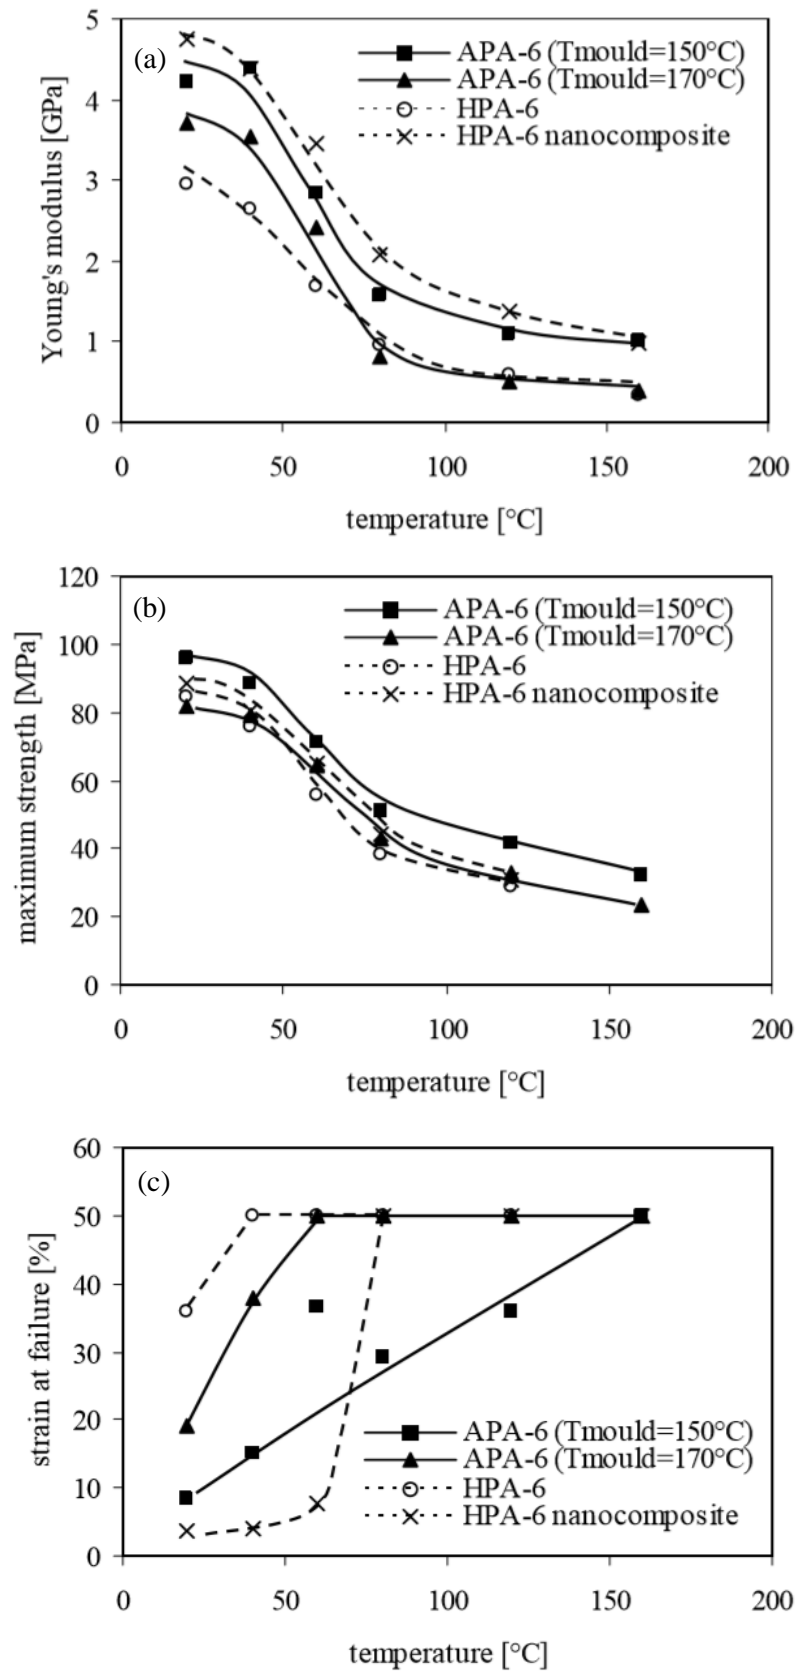 5
(a)
APA-6 (Tmould=150°C)
APA-6 (Tmould=170°C)
HPA-6
HPA-6 nanocomposite
4
3
2
1
0
Young's modulus [GPa]
0 50 100 150 200
temperature [°C]
120
(b)
APA-6 (Tmould=150°C)
APA-6 (Tmould=170°C)
HPA-6
HPA-6 nanocomposite
100
80
60
40
20
0
maximum strength [MPa]
0 50 100 150 200
temperature [°C]
60
(c)
50
40
30
20
10
0
strain at failure [%]
APA-6 (Tmould=150°C)
APA-6 (Tmould=170°C)
HPA-6
HPA-6 nanocomposite
0 50 100 150 200
temperature [°C]